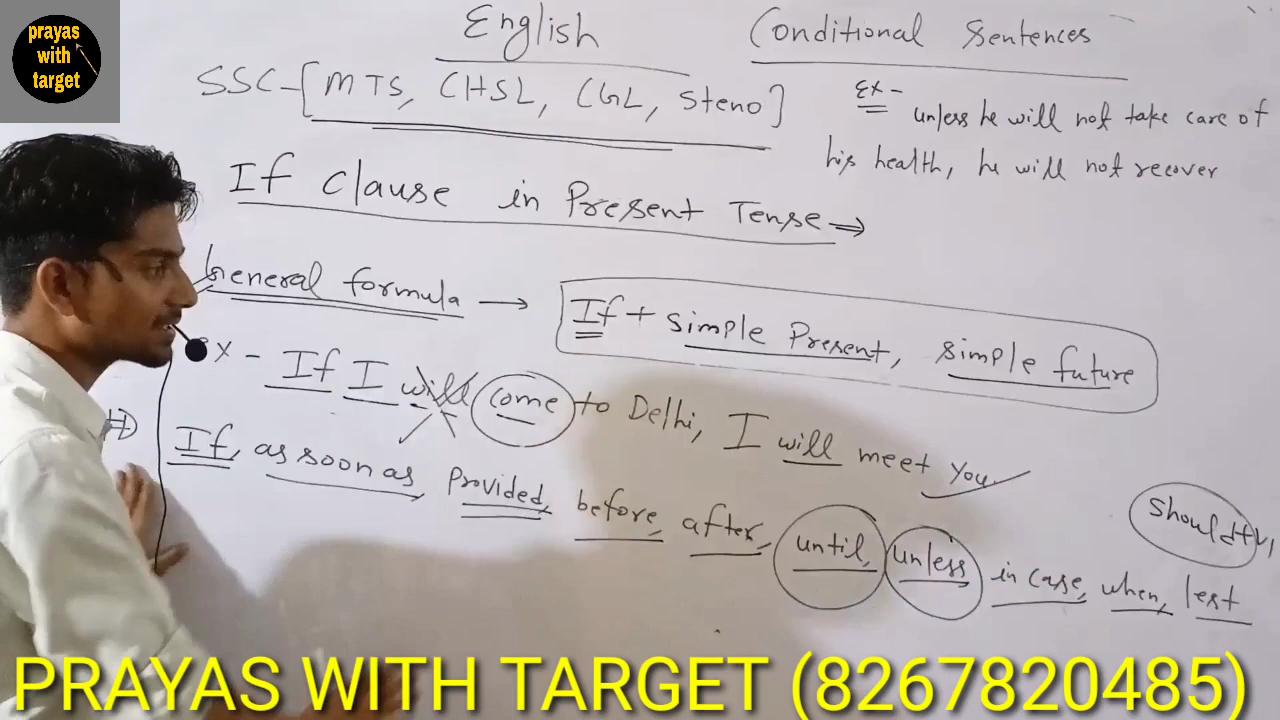 prayas
with
target
English
Conditional Sentences
SSC-[MTS, CHSL, CGL, Steno]
Ex-
unless he will not take care of
his health, he will not recover
If clause in Present Tense→
General formula → If + simple Present, simple future
Ex - If I will come to Delhi, I will meet you.
If, as soon as, Provided, before, after, until, unless in case, when, lest
should+V1
PRAYAS WITH TARGET (8267820485)